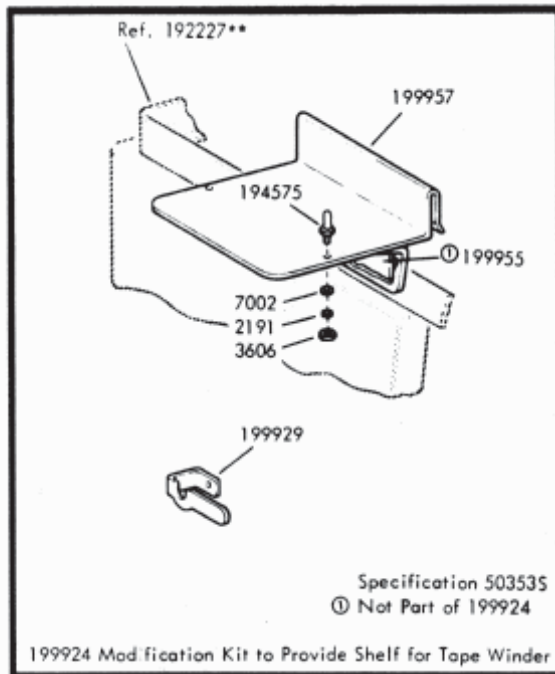 Ref. 192227**
199957
194575
① 199955
7002
2191
3606
199929
Specification 50353S
① Not Part of 199924
199924 Modification Kit to Provide Shelf for Tape Winder